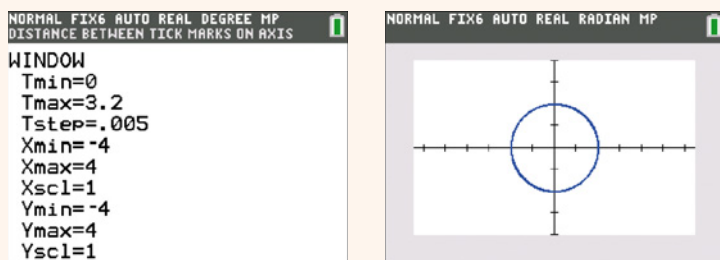 NORMAL FIX6 AUTO REAL DEGREE MP
DISTANCE BETWEEN TICK MARKS ON AXIS
WINDOW
Tmin=0
Tmax=3.2
Tstep=.005
Xmin=-4
Xmax=4
Xscl=1
Ymin=-4
Ymax=4
Yscl=1
NORMAL FIX6 AUTO REAL RADIAN MP